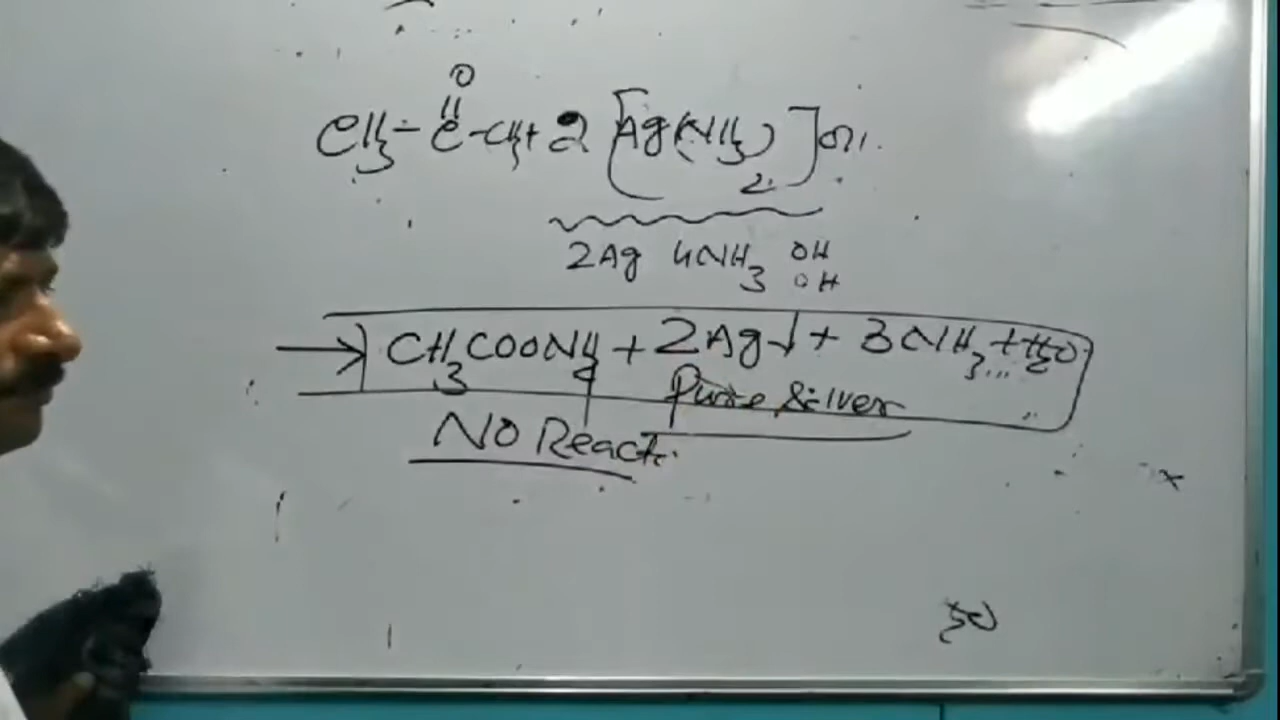 O
||
CH3-C-CH3+2[Ag(NH3)2]OH.
2Ag 4NH3 OH
OH
→ CH3COONH4 + 2Ag↓ + 3NH3 + H2O.
Pure Silver
NO React.